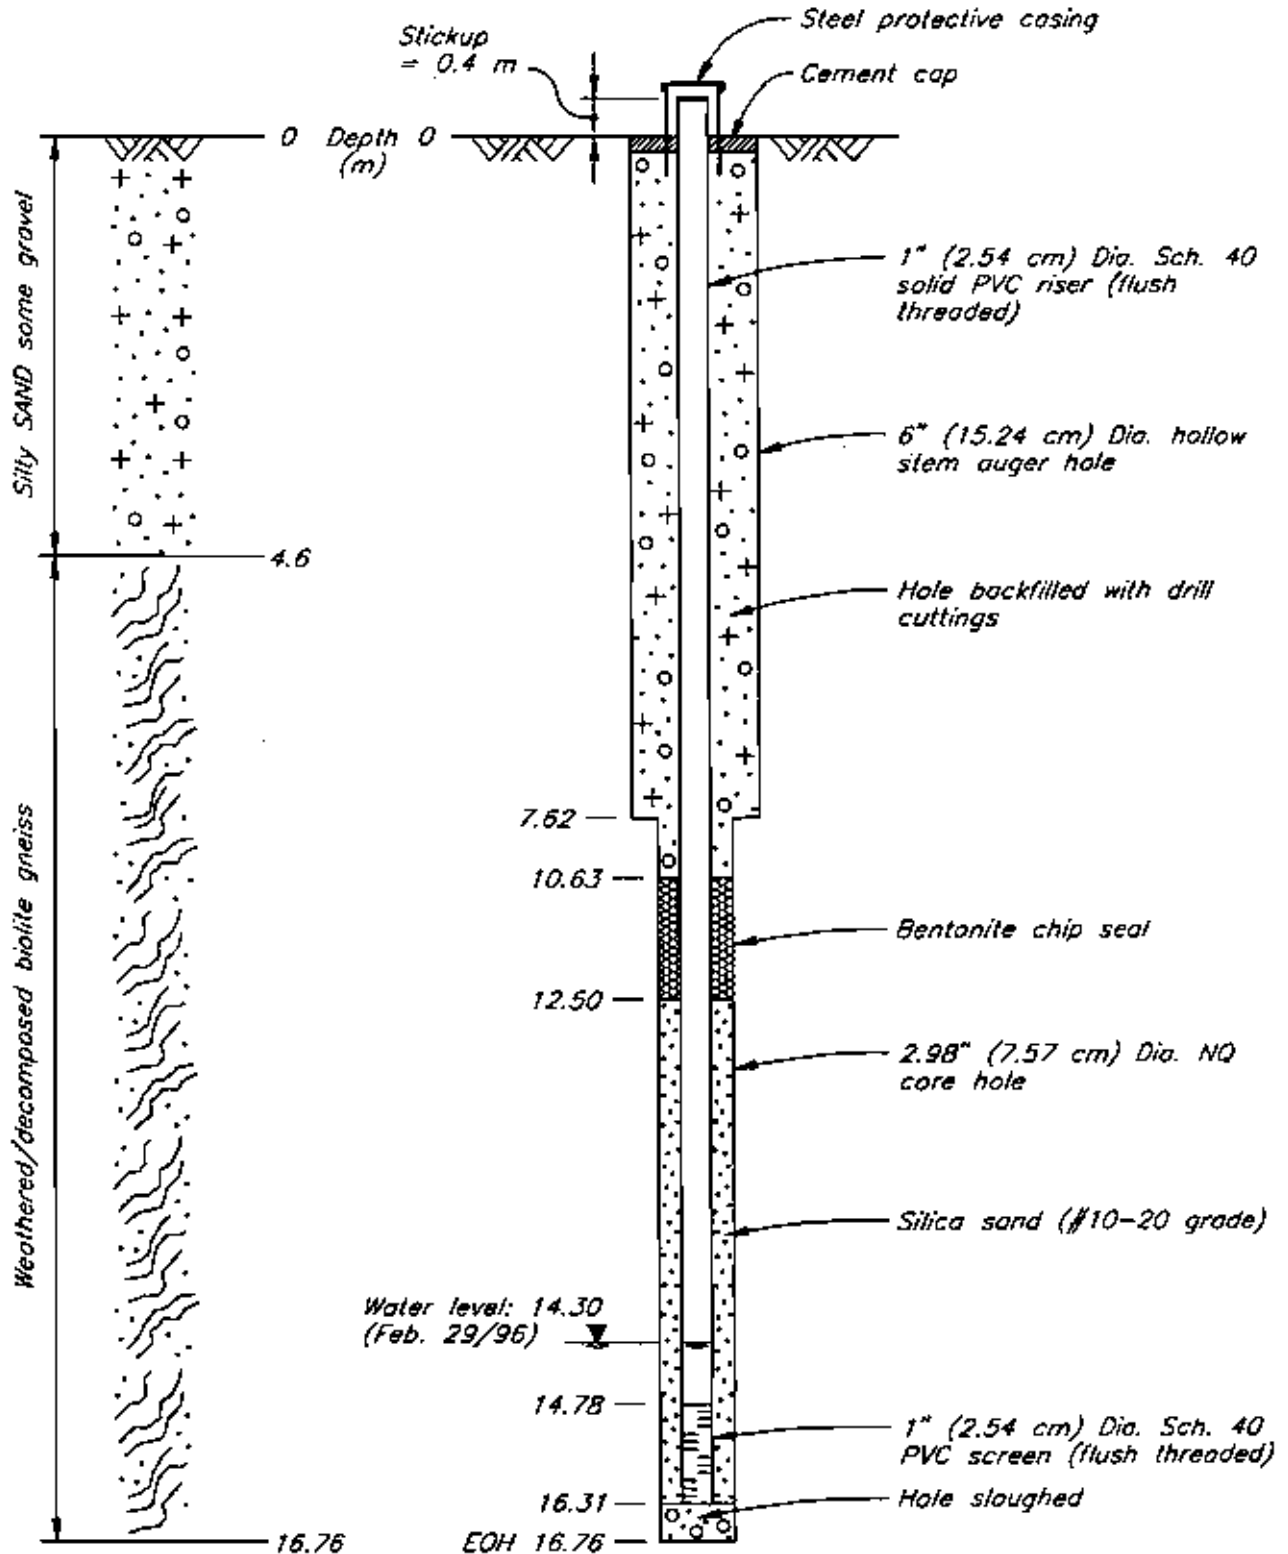 Steel protective casing
Stickup
= 0.4 m
Cement cap
0 Depth 0
(m)
Silty SAND some gravel
1" (2.54 cm) Dia. Sch. 40
solid PVC riser (flush
threaded)
6" (15.24 cm) Dia. hollow
stem auger hole
4.6
Hole backfilled with drill
cuttings
7.62
10.63
Weathered/decomposed biolite gneiss
Bentonite chip seal
12.50
2.98" (7.57 cm) Dia. NQ
core hole
Silica sand (#10-20 grade)
Water level: 14.30
(Feb. 29/96)
14.78
1" (2.54 cm) Dia. Sch. 40
PVC screen (flush threaded)
16.31
Hole sloughed
16.76
EOH 16.76